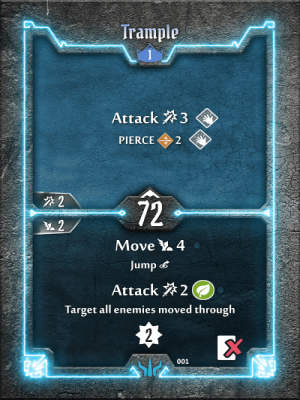 Trample
1
Attack 3
PIERCE 2
2
72
2
Move 4
Jump
Attack 2
Target all enemies moved through
2
001